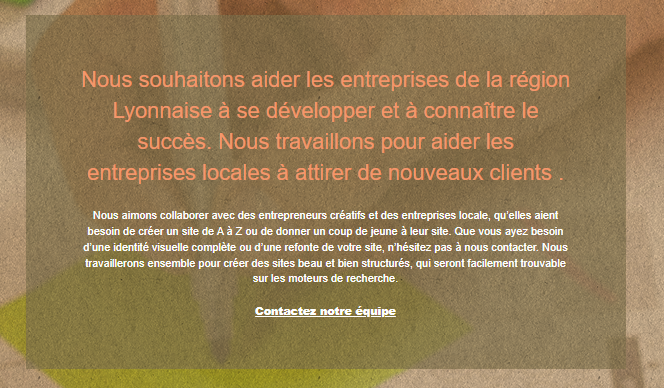 Nous souhaitons aider les entreprises de la région
Lyonnaise à se développer et à connaître le
succès. Nous travaillons pour aider les
entreprises locales à attirer de nouveaux clients .
Nous aimons collaborer avec des entrepreneurs créatifs et des entreprises locale, qu'elles aient
besoin de créer un site de A à Z ou de donner un coup de jeune à leur site. Que vous ayez besoin
d'une identité visuelle complète ou d'une refonte de votre site, n'hésitez pas à nous contacter. Nous
travaillerons ensemble pour créer des sites beau et bien structurés, qui seront facilement trouvable
sur les moteurs de recherche.
Contactez notre équipe